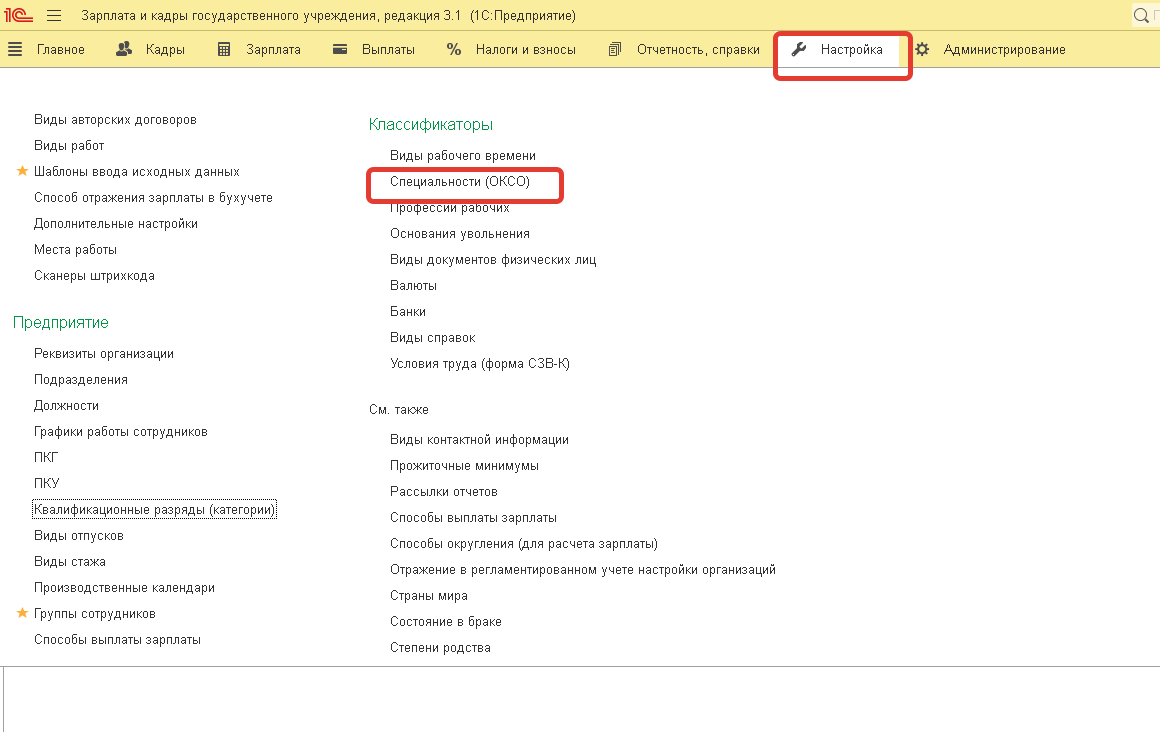 1С Зарплата и кадры государственного учреждения, редакция 3.1 (1С:Предприятие)
Главное Кадры Зарплата Выплаты % Налоги и взносы Отчетность, справки Настройка Администрирование
Виды авторских договоров
Виды работ
Шаблоны ввода исходных данных
Способ отражения зарплаты в бухучете
Дополнительные настройки
Места работы
Сканеры штрихкода
Предприятие
Реквизиты организации
Подразделения
Должности
Графики работы сотрудников
ПКГ
ПКУ
Квалификационные разряды (категории)
Виды отпусков
Виды стажа
Производственные календари
Группы сотрудников
Способы выплаты зарплаты
Классификаторы
Виды рабочего времени
Специальности (ОКСО)
Профессии рабочих
Основания увольнения
Виды документов физических лиц
Валюты
Банки
Виды справок
Условия труда (форма СЗВ-К)
См. также
Виды контактной информации
Прожиточные минимумы
Рассылки отчетов
Способы выплаты зарплаты
Способы округления (для расчета зарплаты)
Отражение в регламентированном учете настройки организаций
Страны мира
Состояние в браке
Степени родства